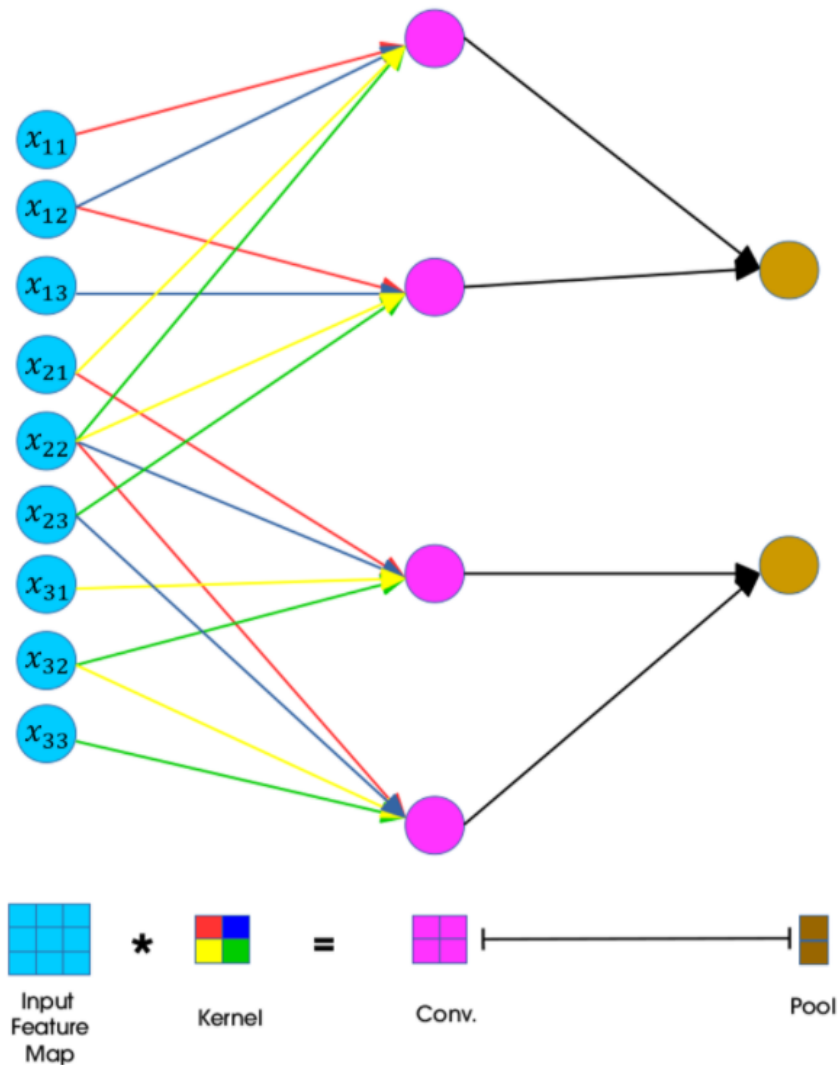 x₁₁
x₁₂
x₁₃
x₂₁
x₂₂
x₂₃
x₃₁
x₃₂
x₃₃
* =
Input
Feature
Map
Kernel
Conv.
Pool